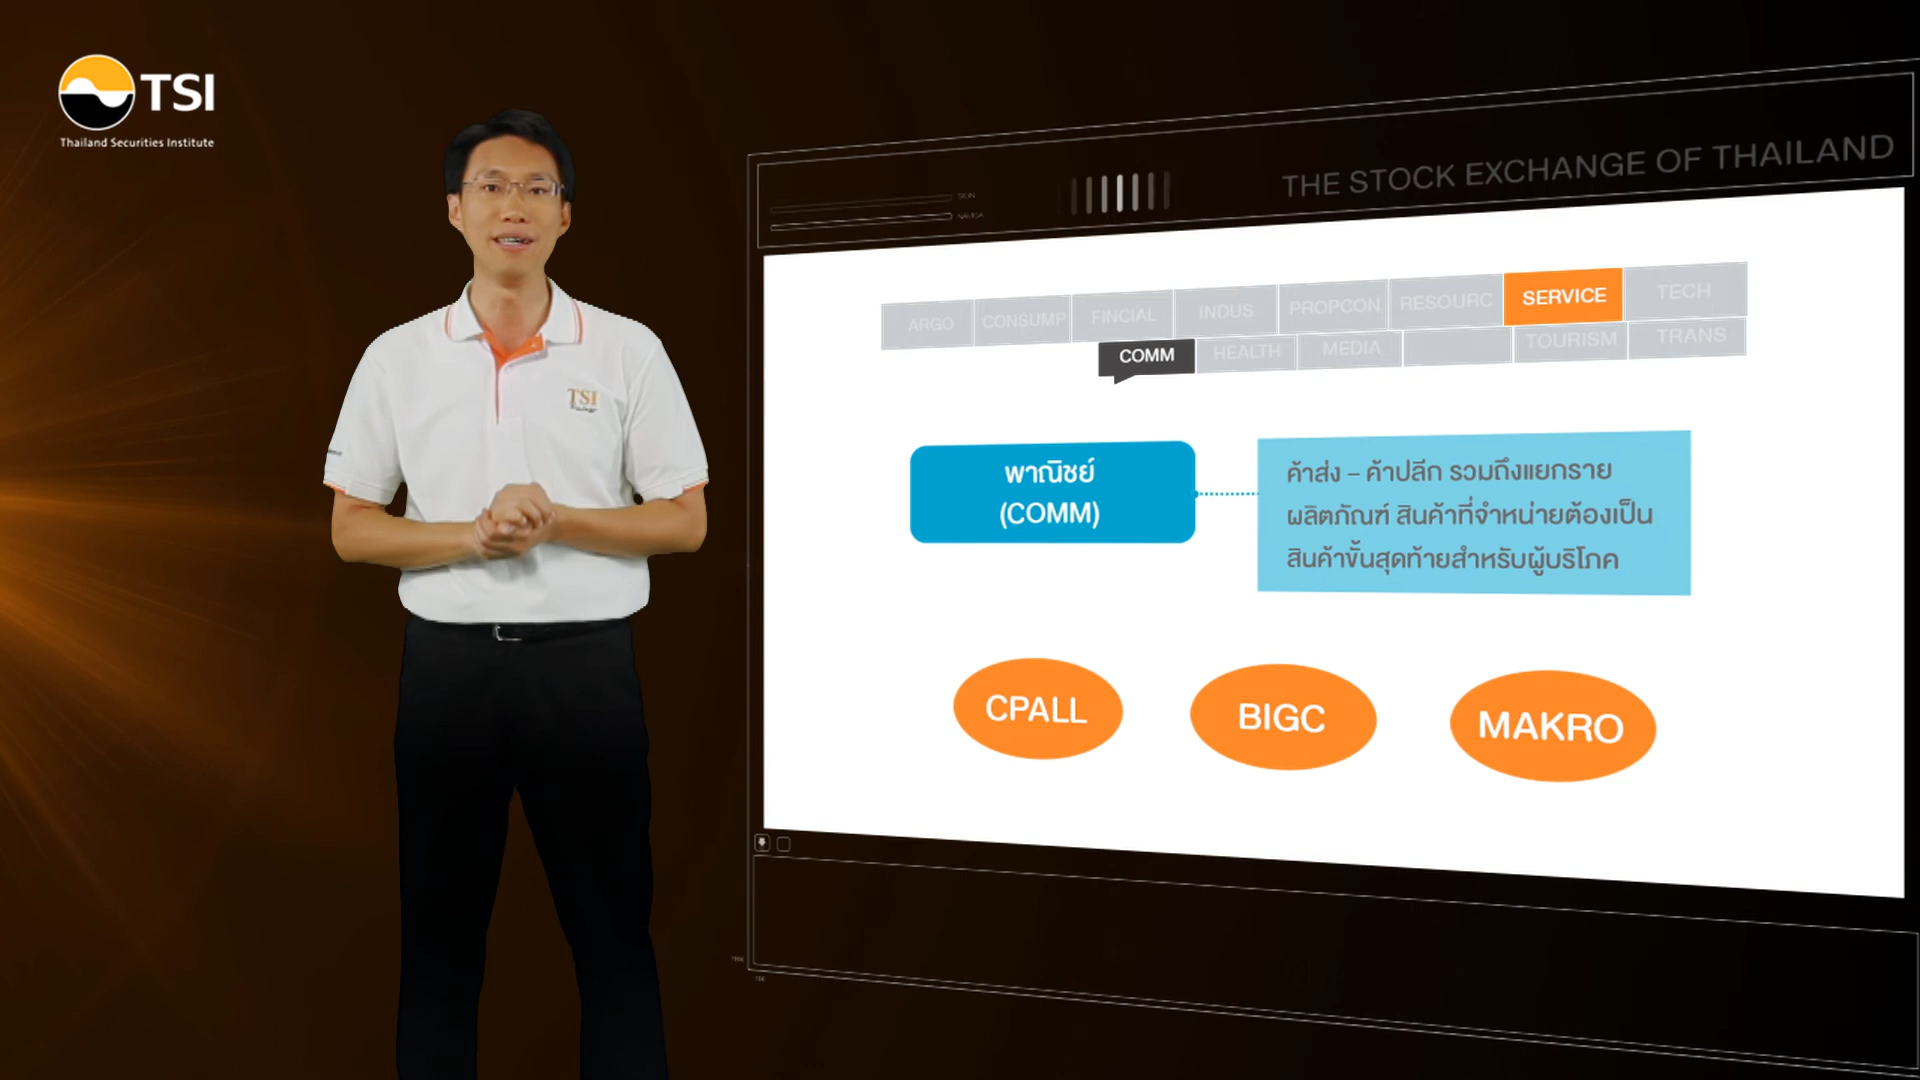 TSI
Thailand Securities Institute
THE STOCK EXCHANGE OF THAILAND
SIGN
ARGO CONSUMP FINCIAL INDUS PROPCON RESOURC SERVICE TECH
COMM HEALTH MEDIA TOURISM TRANS
TSI
พาณิชย์
(COMM)
ค้าส่ง – ค้าปลีก รวมถึงแยกราย
ผลิตภัณฑ์ สินค้าที่จำหน่ายต้องเป็น
สินค้าขั้นสุดท้ายสำหรับผู้บริโภค
CPALL BIGC MAKRO